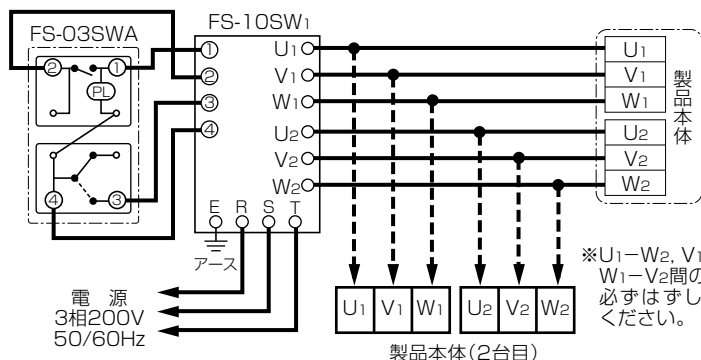 FS-10SW1
FS-03SWA
② ①
PL
④ ③
①
②
③
④
U1
V1
W1
U2
V2
W2
E R S T
アース
U1
V1
W1
U2
V2
W2
製品本体
電 源
3相200V
50/60Hz
U1 V1 W1 U2 V2 W2
製品本体(2台目)
※U1−W2, V1
W1−V2間の
必ずはずし
ください。